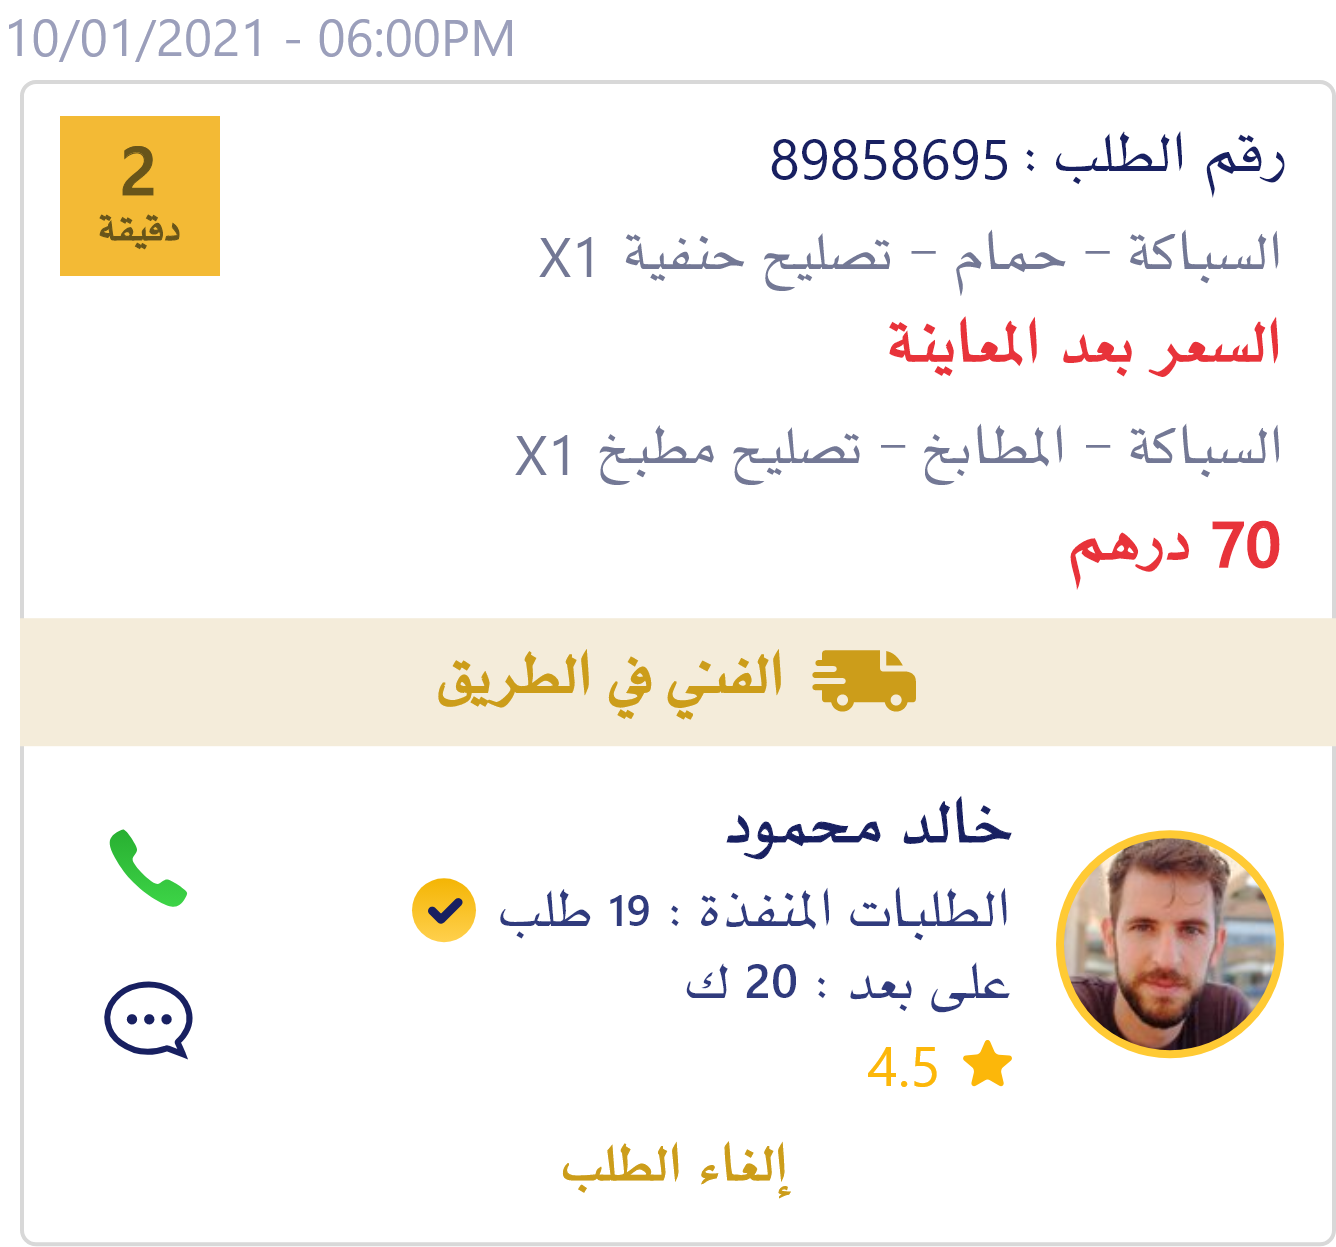 10/01/2021 - 06:00PM
رقم الطلب : 89858695
2
دقيقة
السباكة - حمام - تصليح حنفية X1
السعر بعد المعاينة
السباكة - المطابخ - تصليح مطبخ X1
70 درهم
الفني في الطريق
خالد محمود
الطلبات المنفذة : 19 طلب
على بعد : 20 ك
4.5
إلغاء الطلب